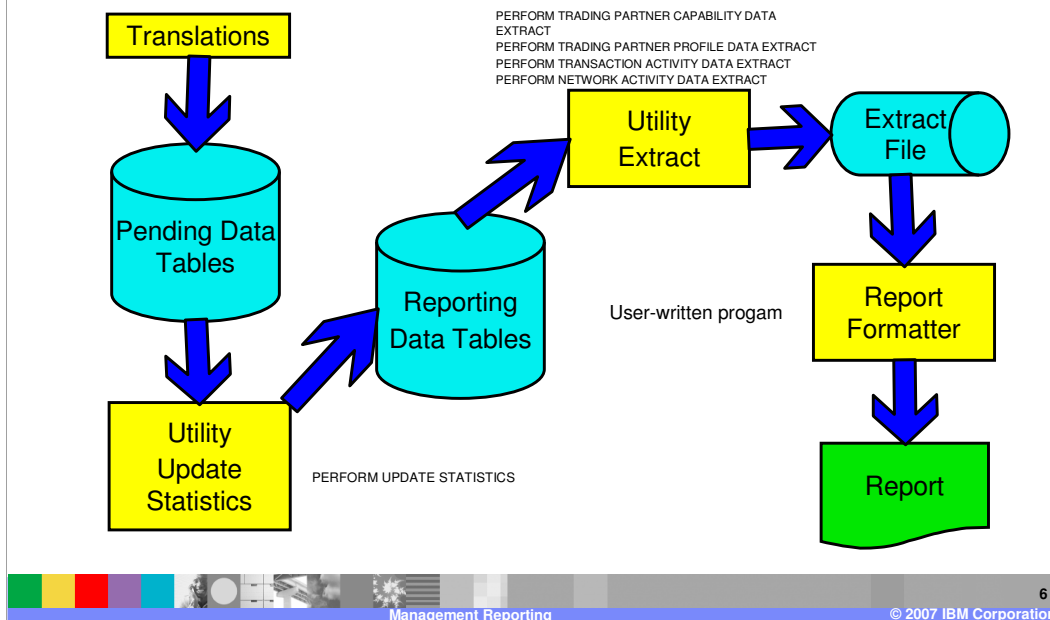 PERFORM TRADING PARTNER CAPABILITY DATA
EXTRACT
PERFORM TRADING PARTNER PROFILE DATA EXTRACT
PERFORM TRANSACTION ACTIVITY DATA EXTRACT
PERFORM NETWORK ACTIVITY DATA EXTRACT
Translations
Utility
Extract
Extract
File
Pending Data
Tables
Reporting
Data Tables
User-written progam
Report
Formatter
Utility
Update
Statistics
PERFORM UPDATE STATISTICS
Report
6
Management Reporting
© 2007 IBM Corporation